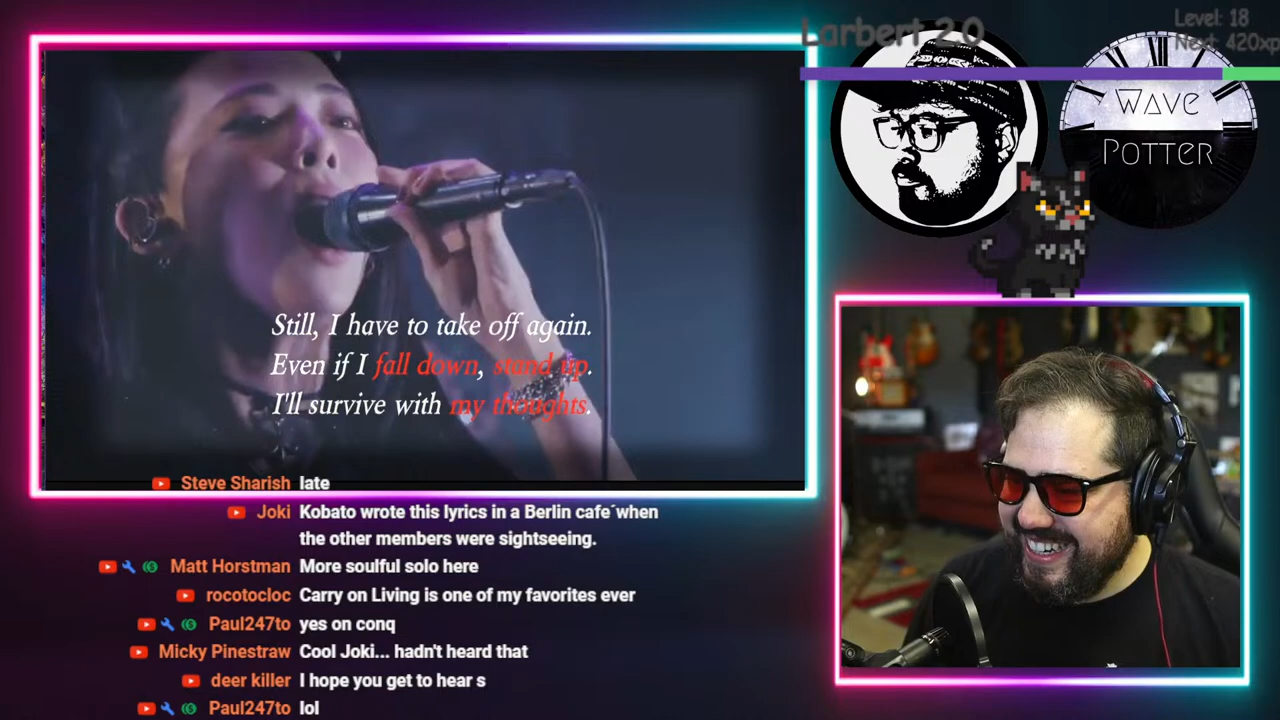 Larbert 2.0
Level: 18
Next: 420xp
WAVE
POTTER
Still, I have to take off again.
Even if I fall down, stand up.
I'll survive with my thoughts.
Steve Sharish late
Joki Kobato wrote this lyrics in a Berlin cafe´when
the other members were sightseeing.
Matt Horstman More soulful solo here
rocotocloc Carry on Living is one of my favorites ever
Paul247to yes on conq
Micky Pinestraw Cool Joki... hadn't heard that
deer killer I hope you get to hear s
Paul247to lol